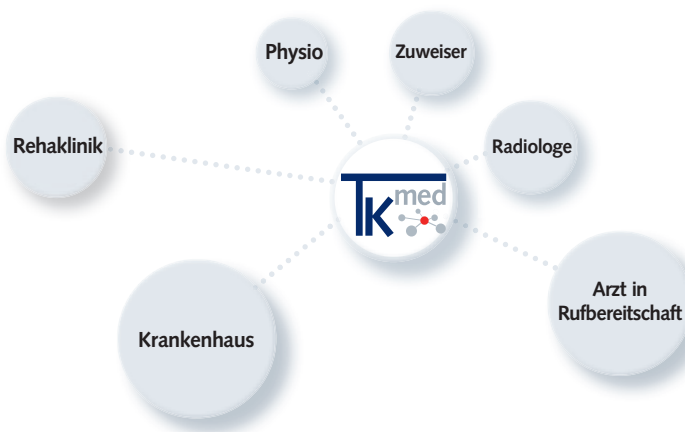 Physio
Zuweiser
Rehaklinik
Radiologe
TK med
Arzt in
Rufbereitschaft
Krankenhaus